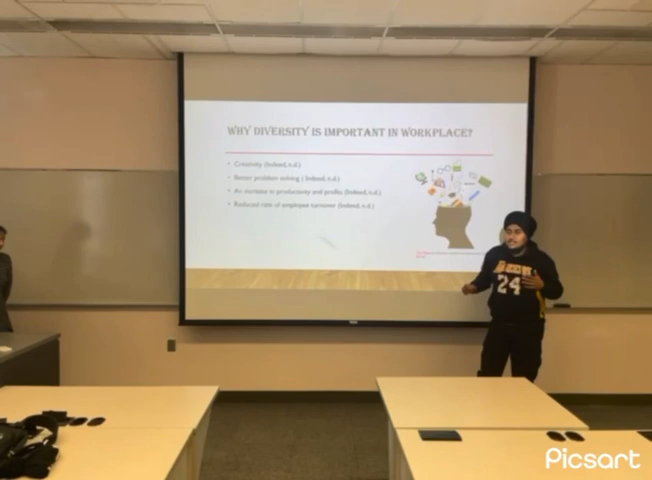 WHY DIVERSITY IS IMPORTANT IN WORKPLACE?
• Creativity (Indeed, n.d.)
• Better problem solving ( Indeed, n.d.)
• An increase in productivity and profits (Indeed, n.d.)
• Reduced rate of employee turnover (Indeed, n.d.)
24
Picsart